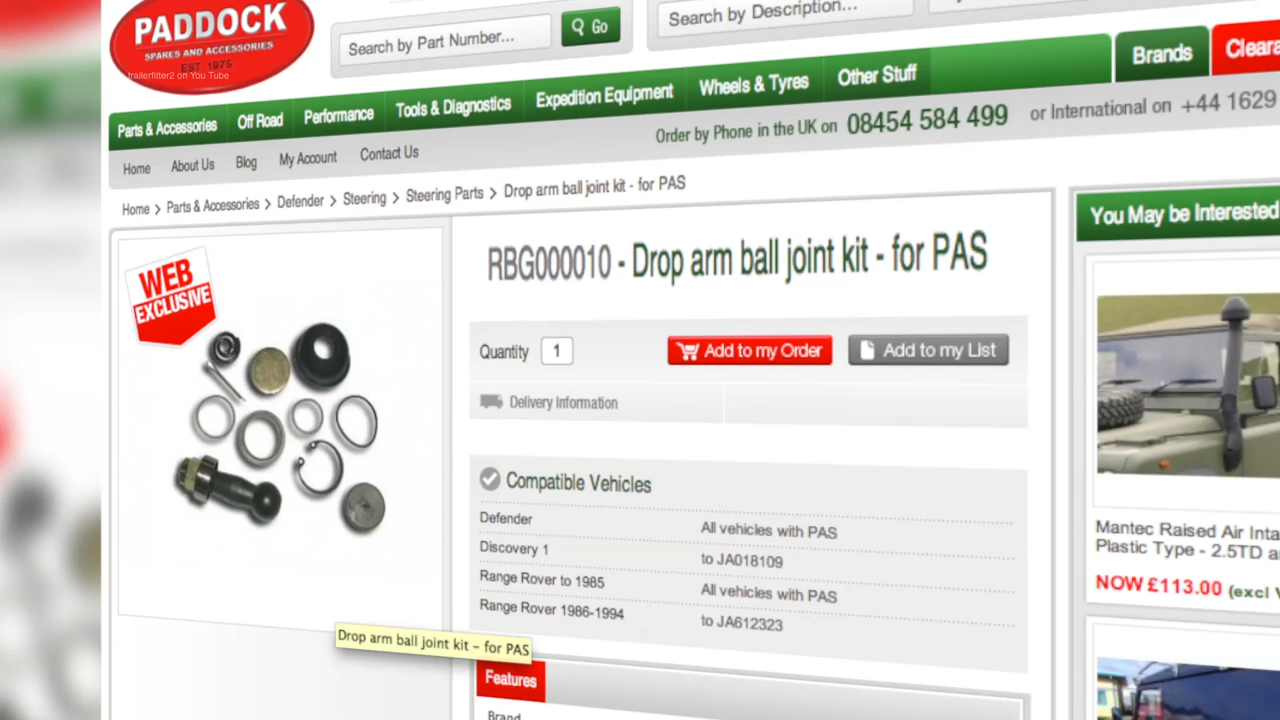 PADDOCK
SPARES AND ACCESSORIES
EST. 1975
trailerfitter2 on You Tube
Search by Part Number...
Go
Search by Description...
Parts & Accessories
Off Road
Performance
Tools & Diagnostics
Expedition Equipment
Wheels & Tyres
Other Stuff
Brands
Clear
Home
About Us
Blog
My Account
Contact Us
Order by Phone in the UK on 08454 584 499 or International on +44 1629
Home > Parts & Accessories > Defender > Steering > Steering Parts > Drop arm ball joint kit - for PAS
WEB
EXCLUSIVE
RBG000010 - Drop arm ball joint kit - for PAS
Quantity 1
Add to my Order
Add to my List
Delivery Information
Compatible Vehicles
Defender All vehicles with PAS
Discovery 1 to JA018109
Range Rover to 1985 All vehicles with PAS
Range Rover 1986-1994 to JA612323
Drop arm ball joint kit - for PAS
Features
Brand
You May be Interested
Mantec Raised Air Inta
Plastic Type - 2.5TD a
NOW £113.00 (excl V